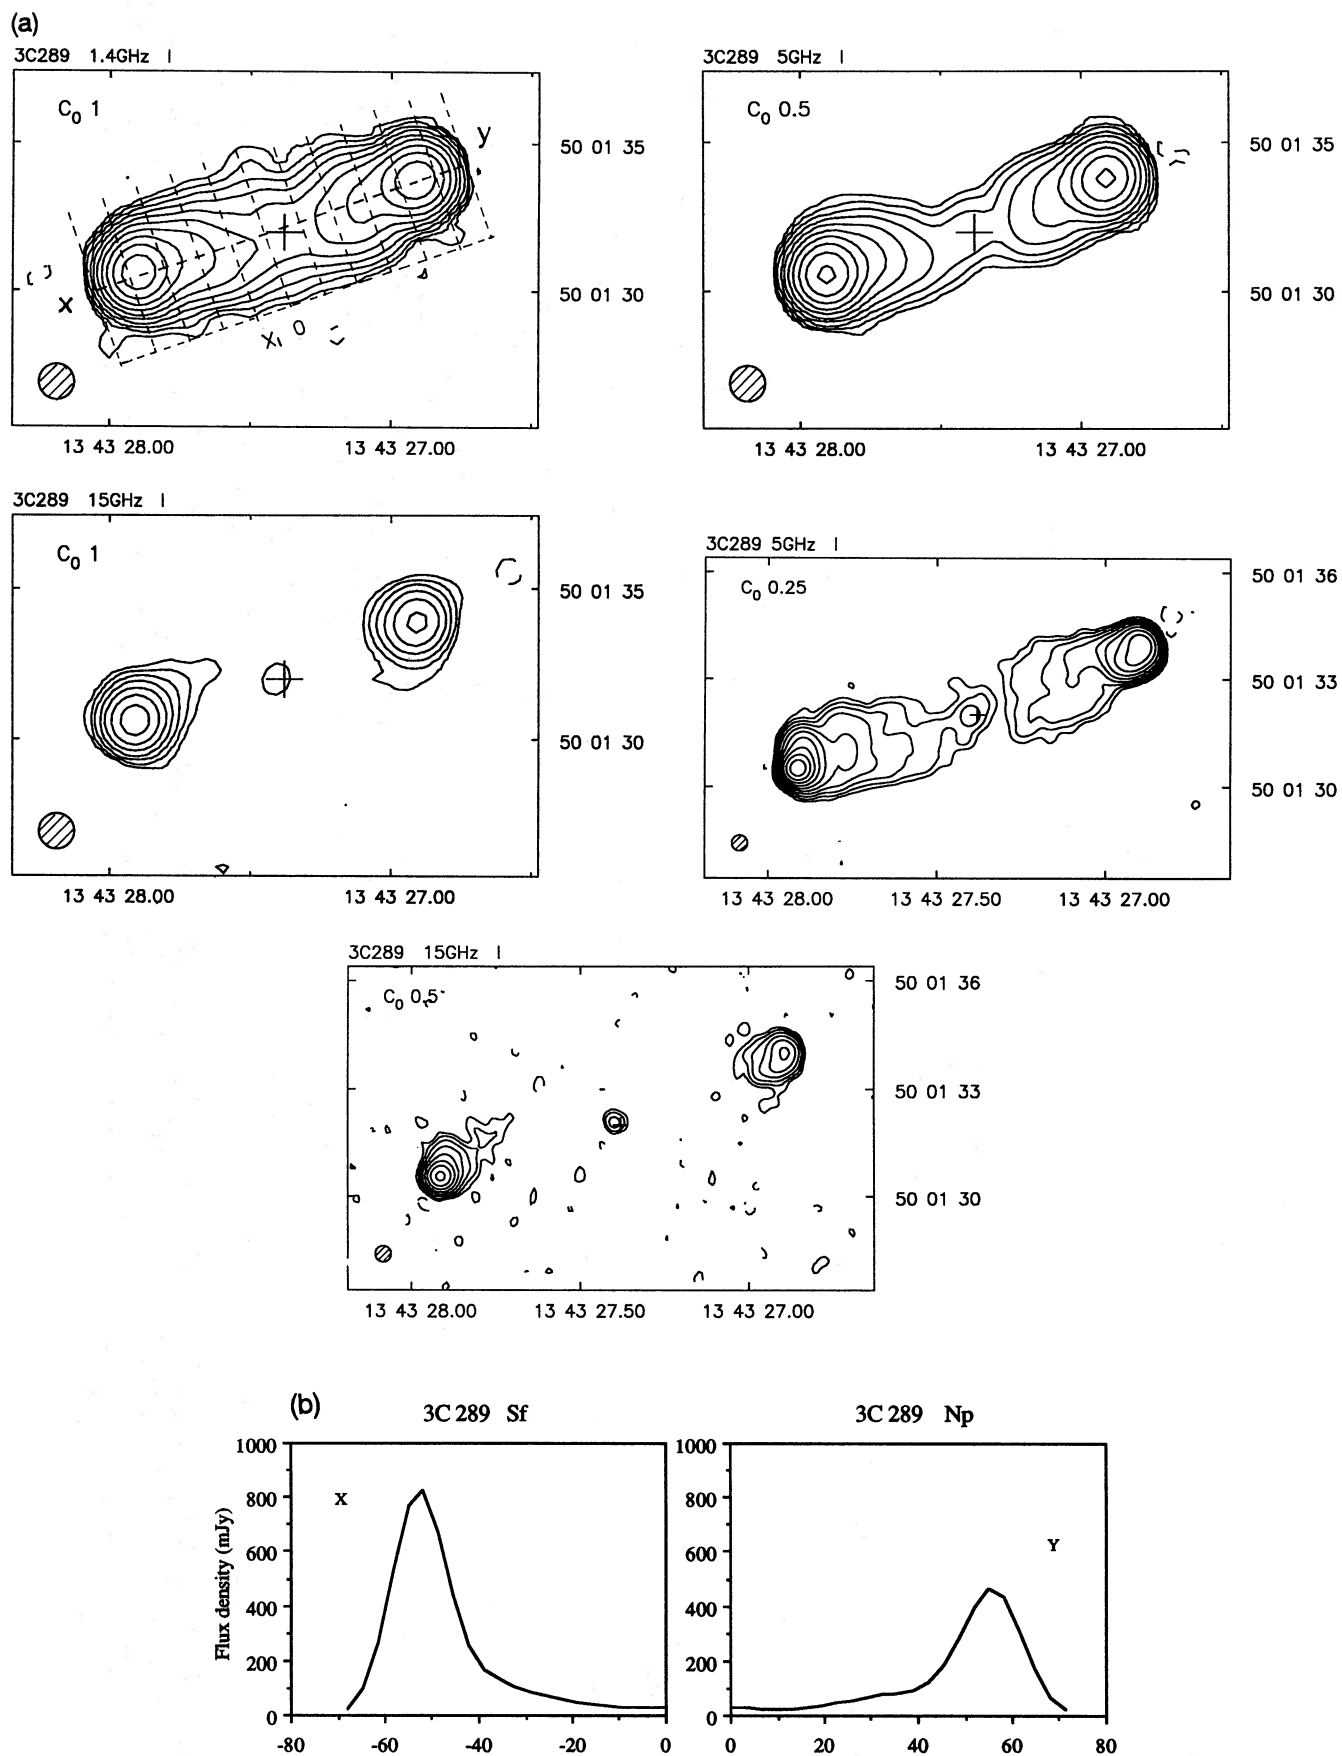 (a)
3C289 1.4GHz I
C0 1
y
x
x, 0
50 01 35
50 01 30
13 43 28.00 13 43 27.00
3C289 5GHz I
C0 0.5
50 01 35
50 01 30
13 43 28.00 13 43 27.00
3C289 15GHz I
C0 1
50 01 35
50 01 30
13 43 28.00 13 43 27.00
3C289 5GHz I
C0 0.25
50 01 36
50 01 33
50 01 30
13 43 28.00 13 43 27.50 13 43 27.00
3C289 15GHz I
C0 0.5
50 01 36
50 01 33
50 01 30
13 43 28.00 13 43 27.50 13 43 27.00
(b)
3C 289 Sf
X
Flux density (mJy)
1000
800
600
400
200
0
-80 -60 -40 -20 0
3C 289 Np
Y
1000
800
600
400
200
0
0 20 40 60 80